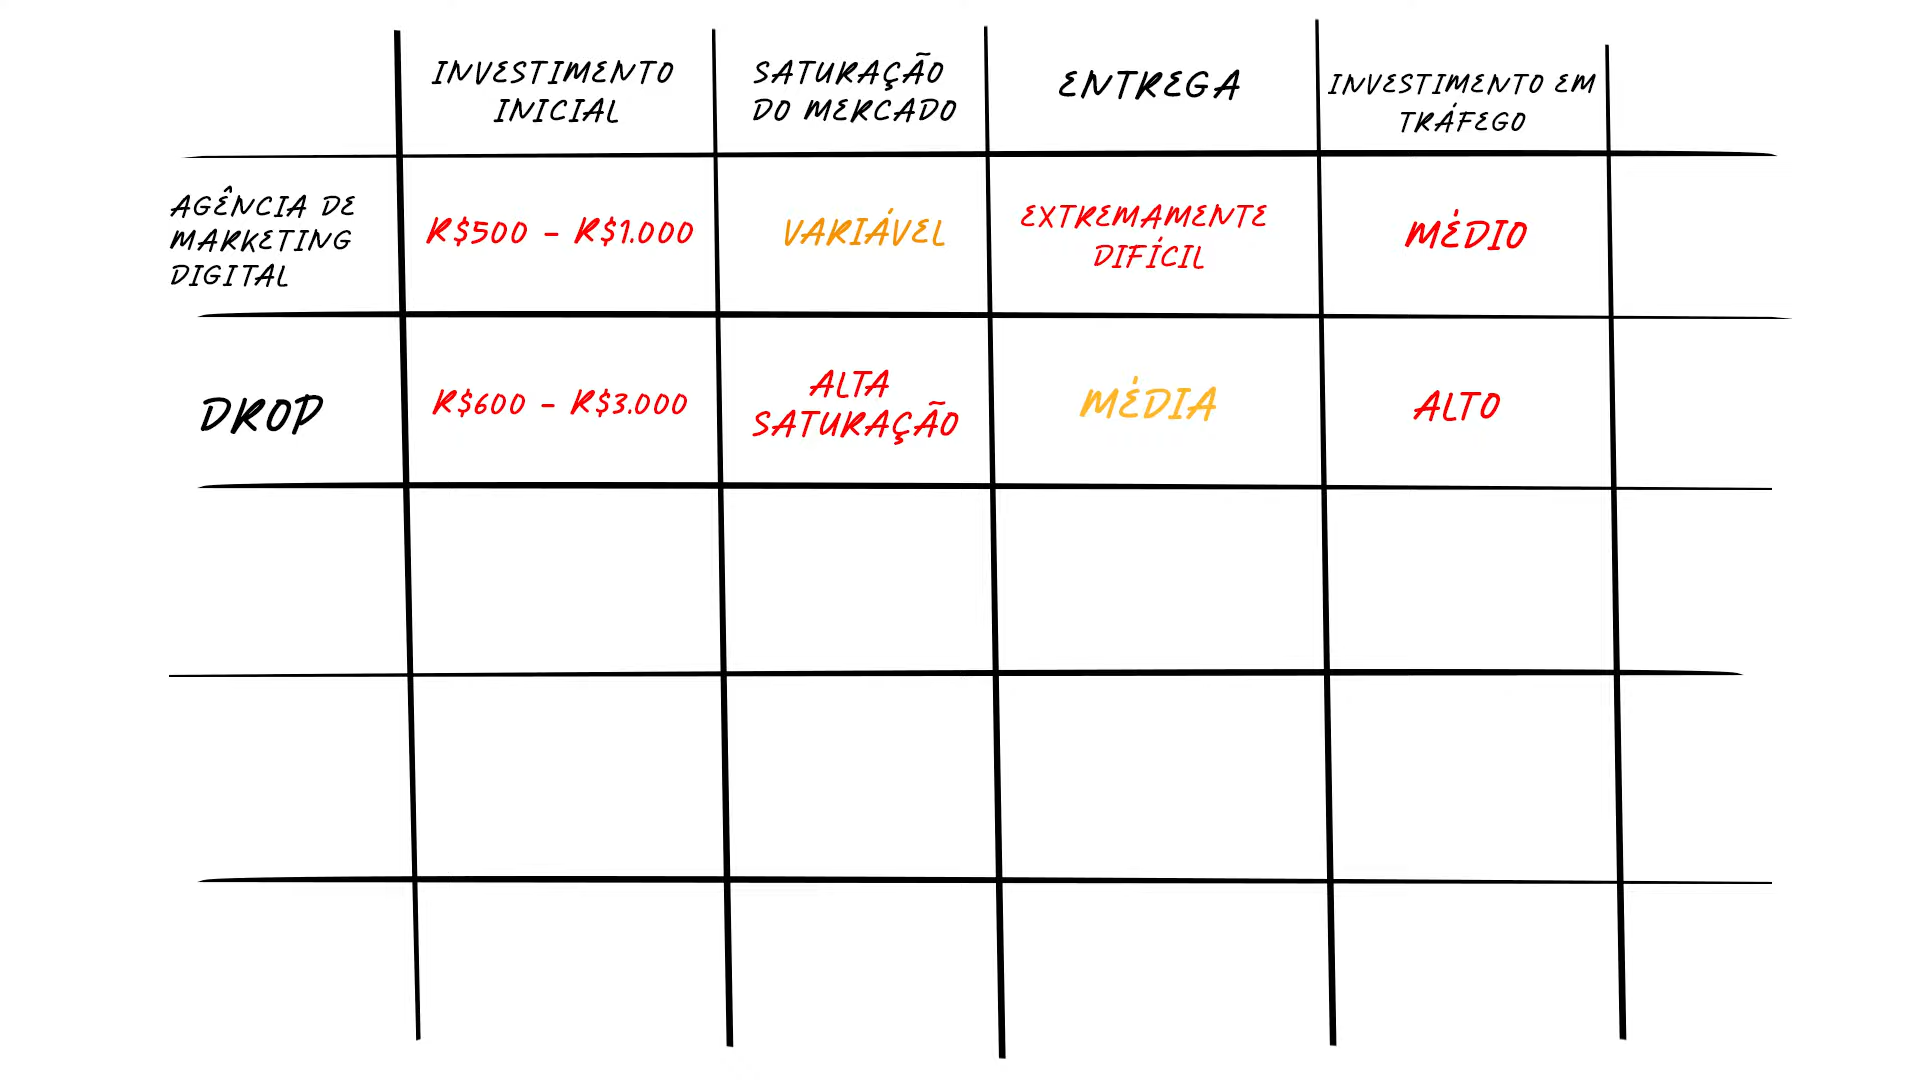 INVESTIMENTO
INICIAL
SATURAÇÃO
DO MERCADO
ENTREGA
INVESTIMENTO EM
TRÁFEGO
AGÊNCIA DE
MARKETING
DIGITAL
R$500 - R$1.000
VARIÁVEL
EXTREMAMENTE
DIFÍCIL
MÉDIO
DROP
R$600 - R$3.000
ALTA
SATURAÇÃO
MÉDIA
ALTO